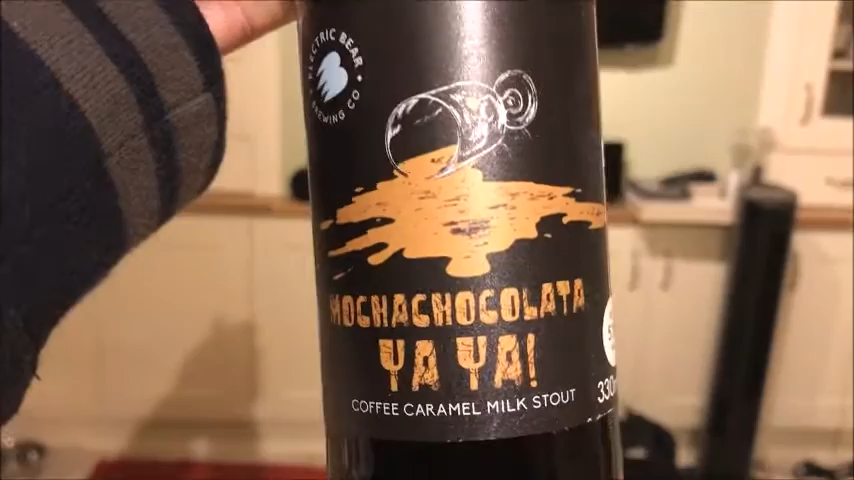 ELECTRIC BEAR
BREWING CO
MOCHACHOCOLATA
YA YA!
COFFEE CARAMEL MILK STOUT
330